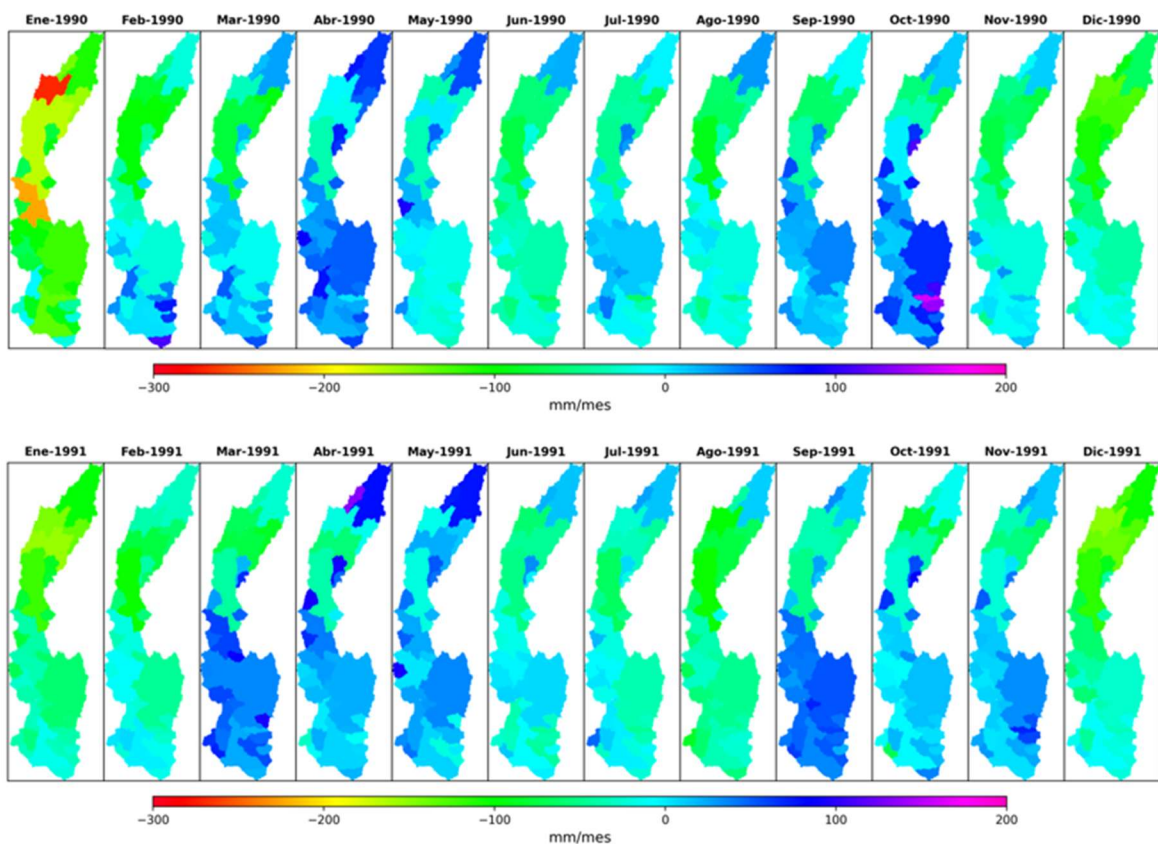 Ene-1990 Feb-1990 Mar-1990 Abr-1990 May-1990 Jun-1990 Jul-1990 Ago-1990 Sep-1990 Oct-1990 Nov-1990 Dic-1990
−300 −200 −100 0 100 200
mm/mes
Ene-1991 Feb-1991 Mar-1991 Abr-1991 May-1991 Jun-1991 Jul-1991 Ago-1991 Sep-1991 Oct-1991 Nov-1991 Dic-1991
−300 −200 −100 0 100 200
mm/mes